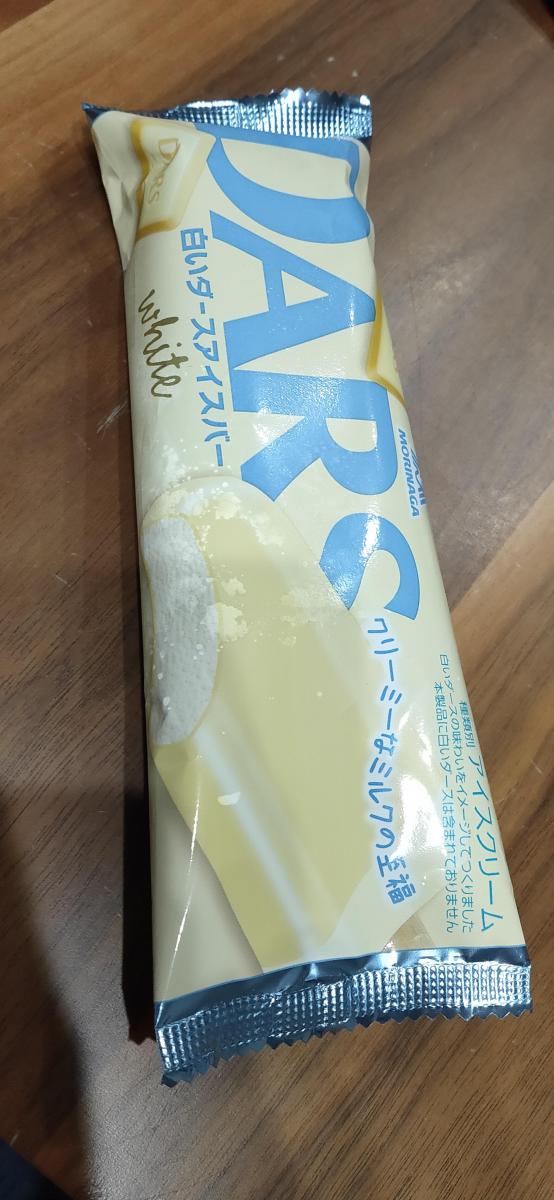 DARS
DARS
白いダースアイスバー
white
MORINAGA
クリーミーなミルクの至福
種類別 アイスクリーム
白いダースの味わいをイメージしてつくりました
本製品に白いダースは含まれておりません